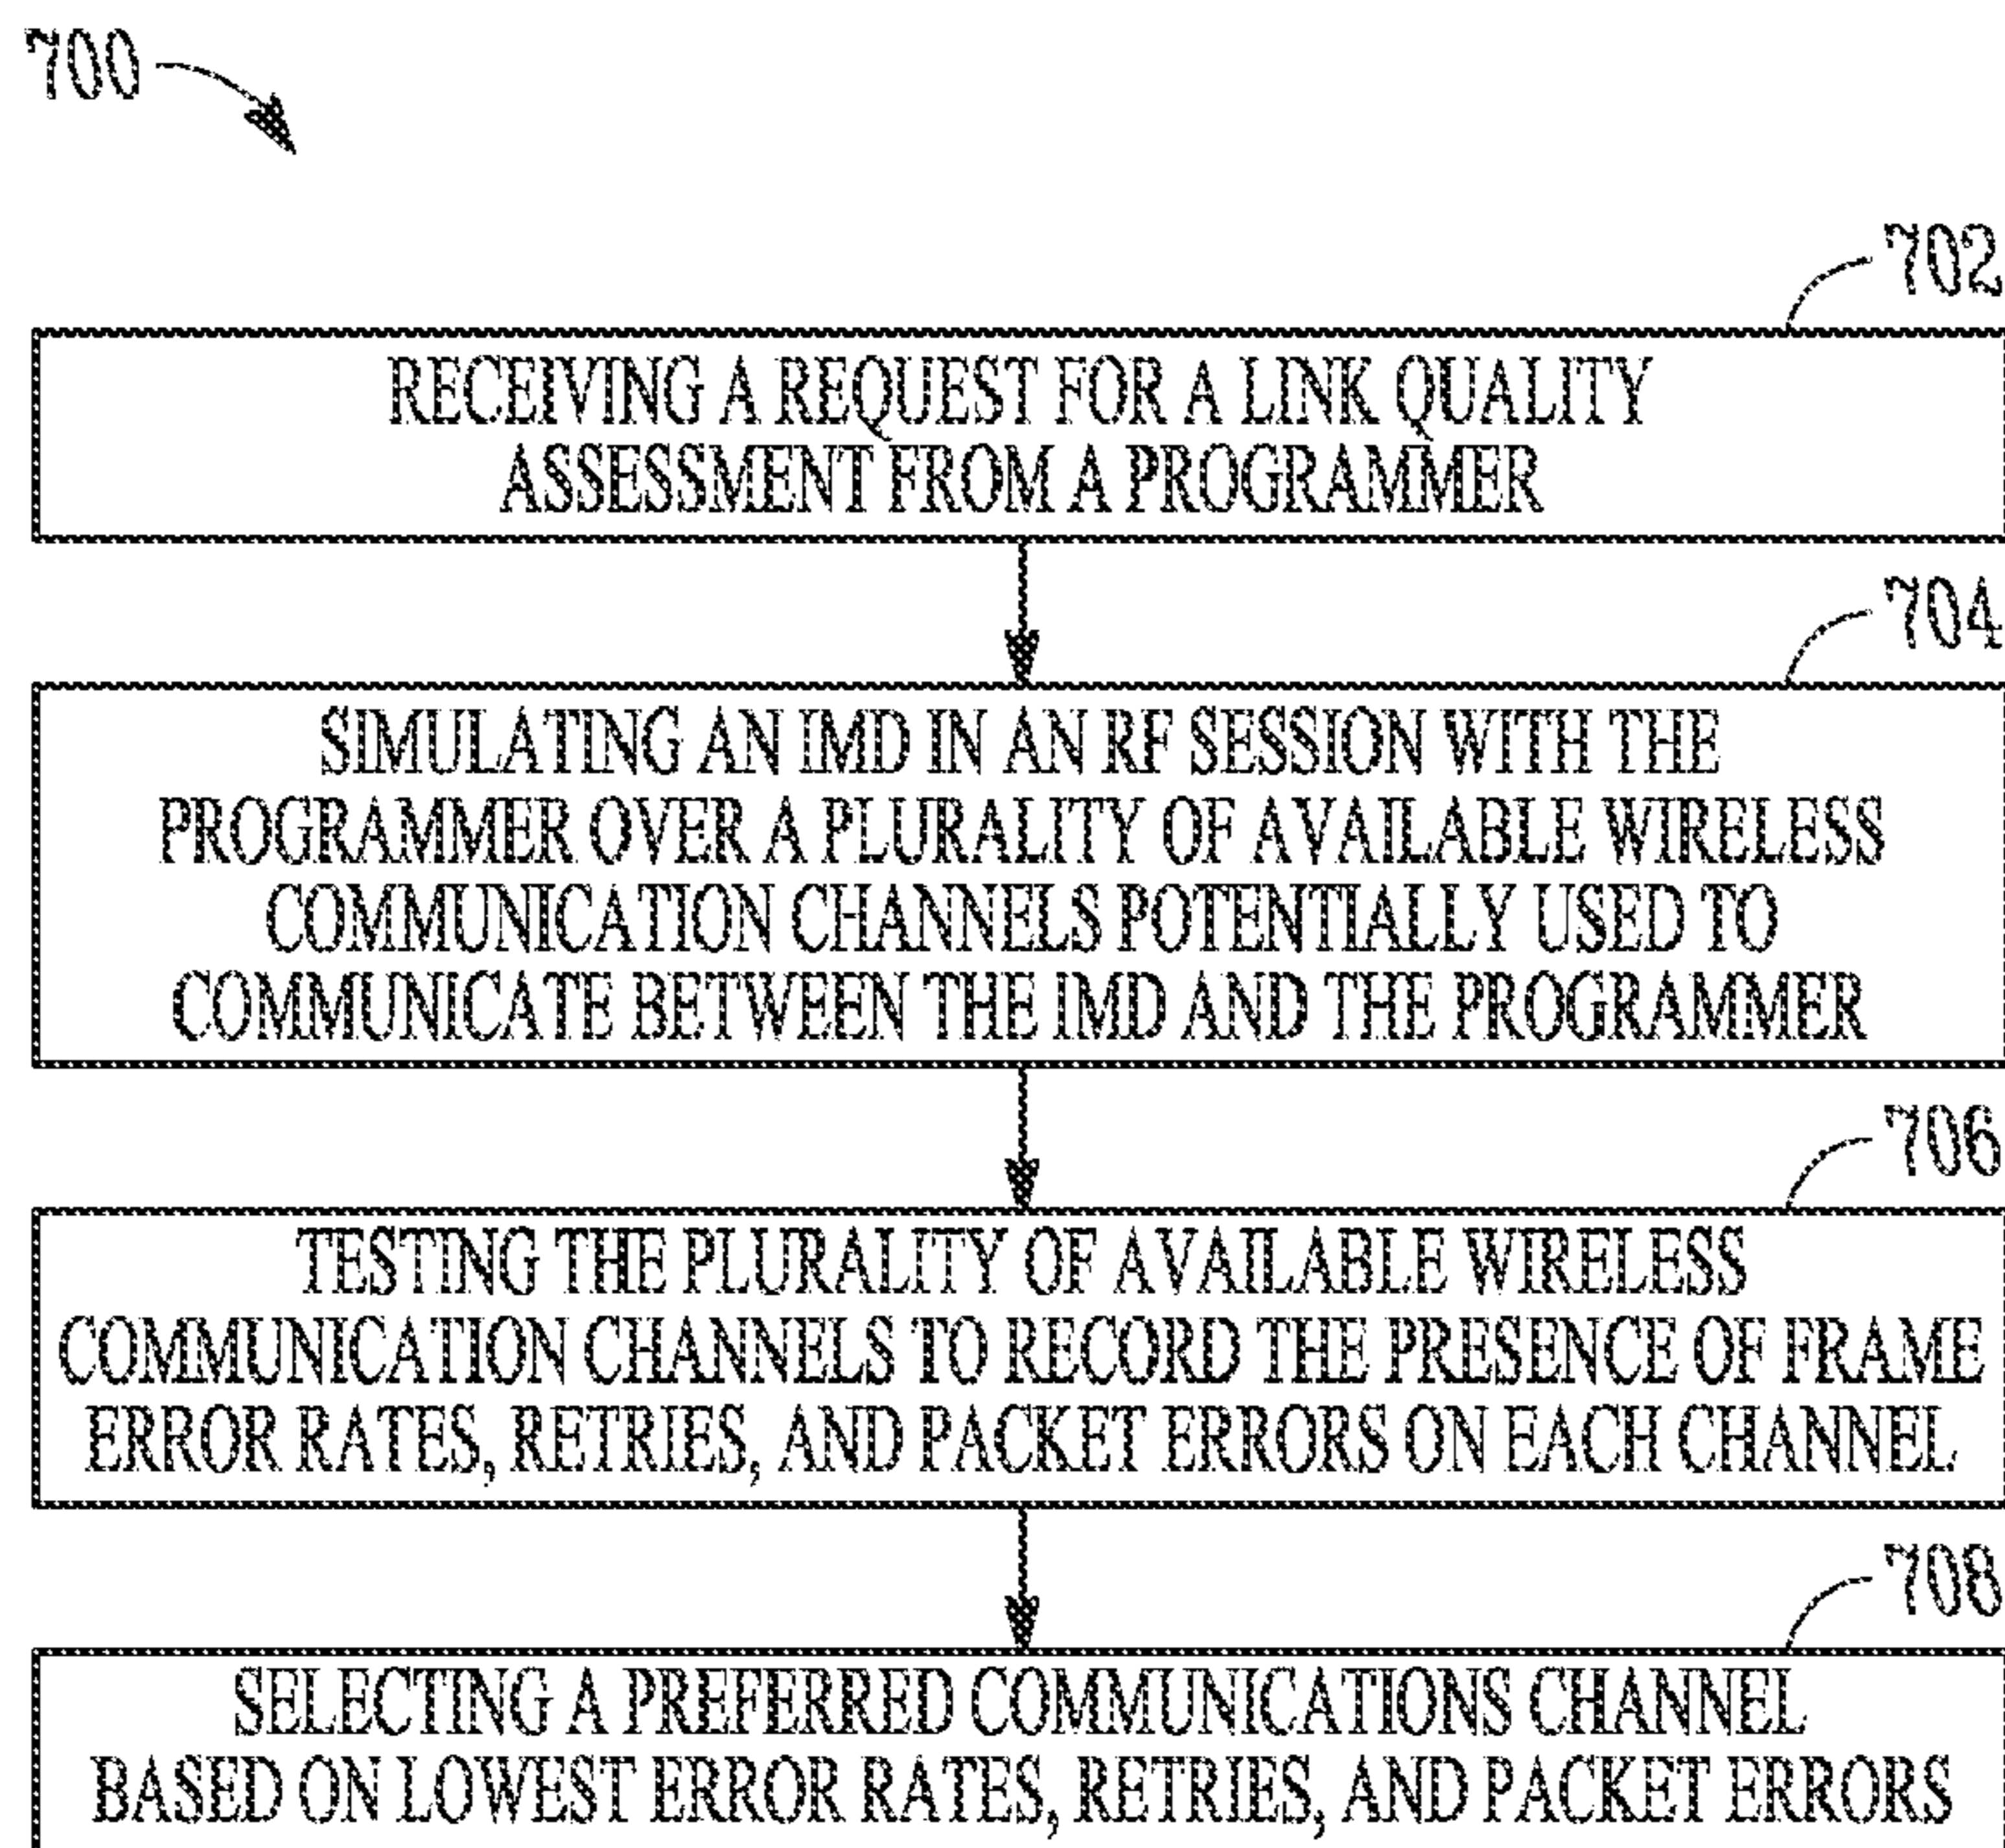 700
702
RECEIVING A REQUEST FOR A LINK QUALITY
ASSESSMENT FROM A PROGRAMMER
704
SIMULATING AN IMD IN AN RF SESSION WITH THE
PROGRAMMER OVER A PLURALITY OF AVAILABLE WIRELESS
COMMUNICATION CHANNELS POTENTIALLY USED TO
COMMUNICATE BETWEEN THE IMD AND THE PROGRAMMER
706
TESTING THE PLURALITY OF AVAILABLE WIRELESS
COMMUNICATION CHANNELS TO RECORD THE PRESENCE OF FRAME
ERROR RATES, RETRIES, AND PACKET ERRORS ON EACH CHANNEL
708
SELECTING A PREFERRED COMMUNICATIONS CHANNEL
BASED ON LOWEST ERROR RATES, RETRIES, AND PACKET ERRORS